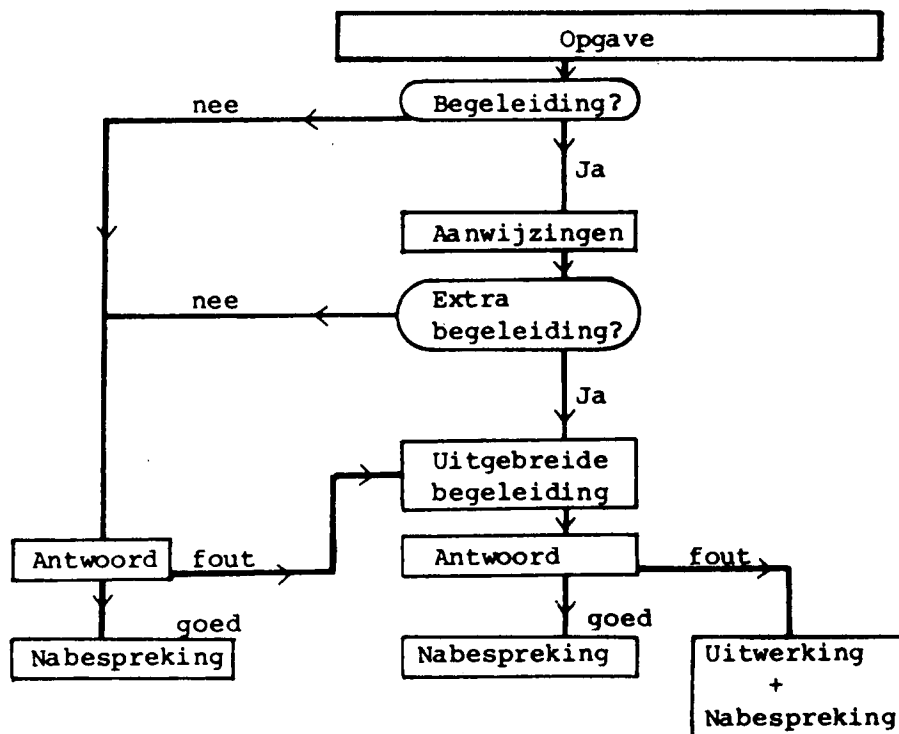 Opgave
nee
Begeleiding?
Ja
Aanwijzingen
nee
Extra
begeleiding?
Ja
Uitgebreide
begeleiding
Antwoord
fout
Antwoord
fout
goed
goed
Nabespreking
Nabespreking
Uitwerking
+
Nabespreking